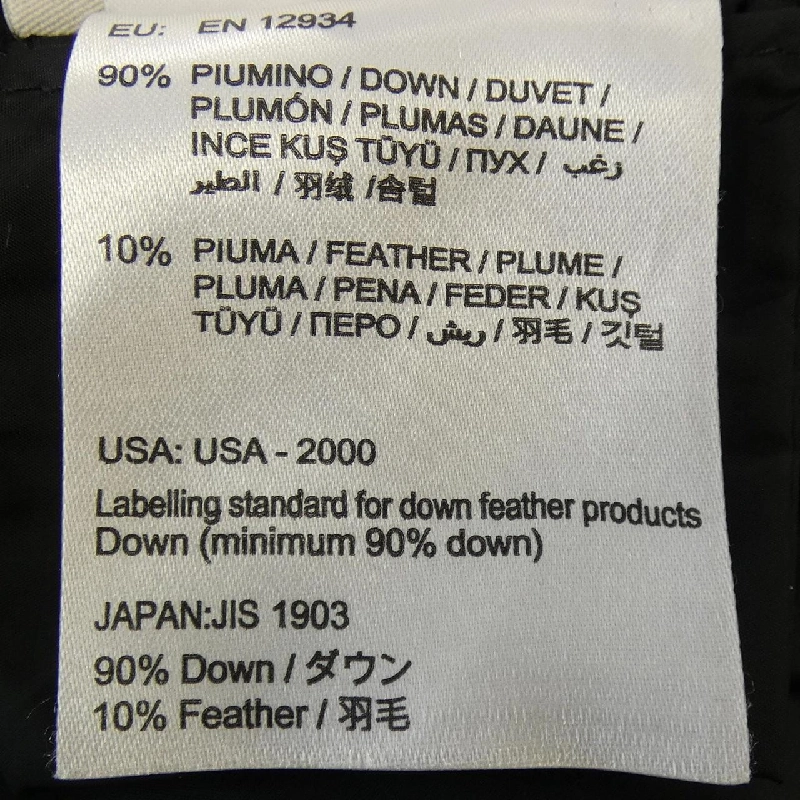 EU: EN 12934
90% PIUMINO / DOWN / DUVET /
PLUMÓN / PLUMAS / DAUNE /
INCE KUŞ TÜYÜ / ПУХ / زغب
الطير / 羽绒 /솜털
10% PIUMA / FEATHER / PLUME /
PLUMA / PENA / FEDER / KUŞ
TÜYÜ / ПЕРО / ريش / 羽毛 / 깃털
USA: USA - 2000
Labelling standard for down feather products
Down (minimum 90% down)
JAPAN:JIS 1903
90% Down / ダウン
10% Feather / 羽毛